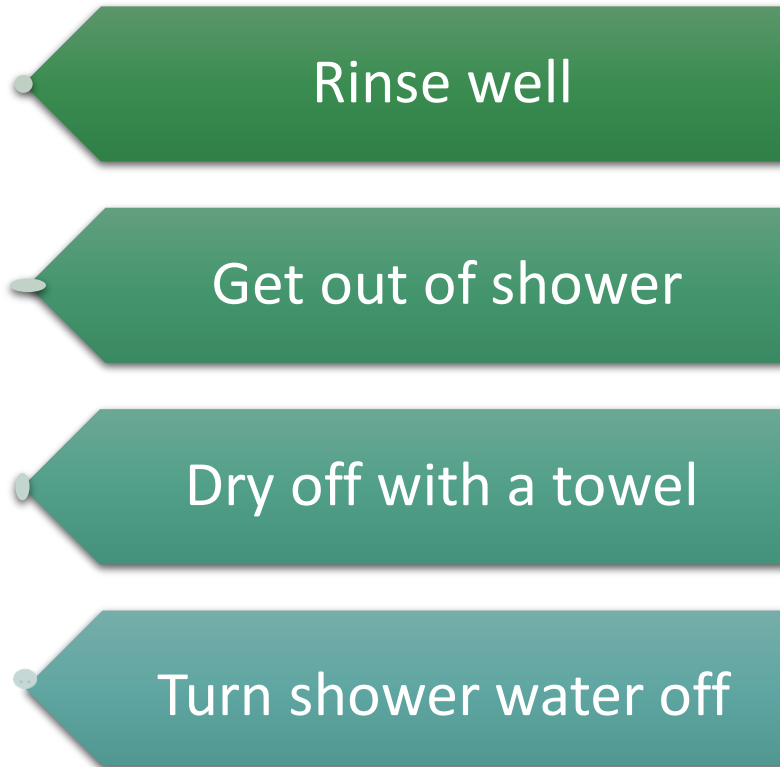 Rinse well
Get out of shower
Dry off with a towel
Turn shower water off